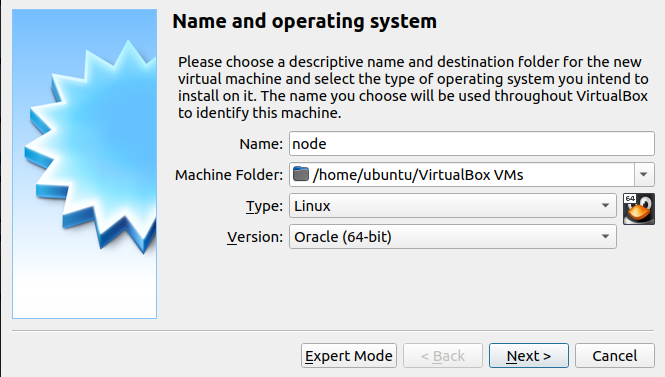 Name and operating system
Please choose a descriptive name and destination folder for the new
virtual machine and select the type of operating system you intend to
install on it. The name you choose will be used throughout VirtualBox
to identify this machine.
Name: node
Machine Folder: /home/ubuntu/VirtualBox VMs
Type: Linux
64
Version: Oracle (64-bit)
Expert Mode < Back Next > Cancel